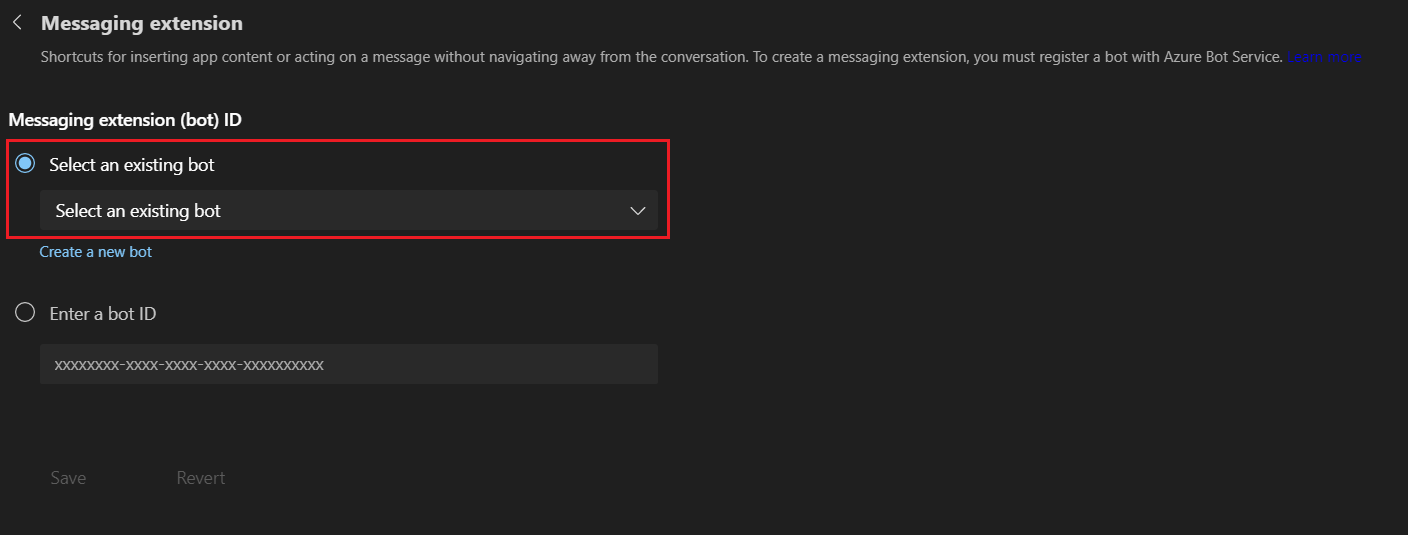 Messaging extension
Shortcuts for inserting app content or acting on a message without navigating away from the conversation. To create a messaging extension, you must register a bot with Azure Bot Service. Learn more
Messaging extension (bot) ID
Select an existing bot
Select an existing bot
Create a new bot
Enter a bot ID
xxxxxxxx-xxxx-xxxx-xxxx-xxxxxxxxxx
Save
Revert